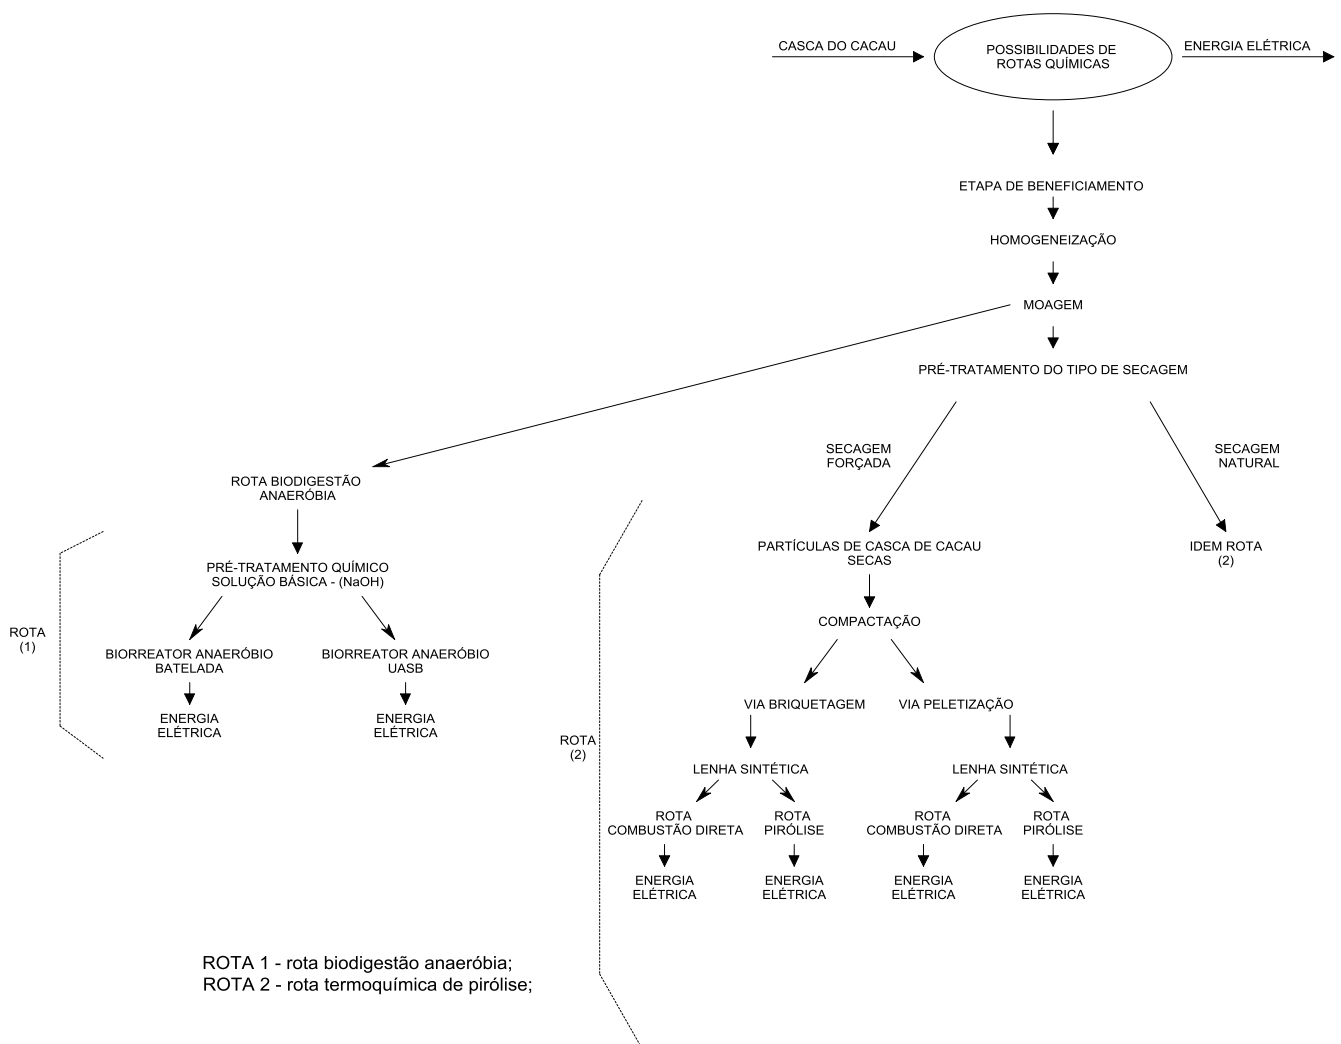 CASCA DO CACAU
POSSIBILIDADES DE
ROTAS QUÍMICAS
ENERGIA ELÉTRICA
ETAPA DE BENEFICIAMENTO
HOMOGENEIZAÇÃO
MOAGEM
PRÉ-TRATAMENTO DO TIPO DE SECAGEM
SECAGEM
FORÇADA
SECAGEM
NATURAL
ROTA BIODIGESTÃO
ANAERÓBIA
PRÉ-TRATAMENTO QUÍMICO
SOLUÇÃO BÁSICA - (NaOH)
ROTA
(1)
BIORREATOR ANAERÓBIO
BATELADA
BIORREATOR ANAERÓBIO
UASB
ENERGIA
ELÉTRICA
ENERGIA
ELÉTRICA
PARTÍCULAS DE CASCA DE CACAU
SECAS
IDEM ROTA
(2)
COMPACTAÇÃO
VIA BRIQUETAGEM
VIA PELETIZAÇÃO
ROTA
(2)
LENHA SINTÉTICA
LENHA SINTÉTICA
ROTA
COMBUSTÃO DIRETA
ROTA
PIRÓLISE
ROTA
COMBUSTÃO DIRETA
ROTA
PIRÓLISE
ENERGIA
ELÉTRICA
ENERGIA
ELÉTRICA
ENERGIA
ELÉTRICA
ENERGIA
ELÉTRICA
ROTA 1 - rota biodigestão anaeróbia;
ROTA 2 - rota termoquímica de pirólise;